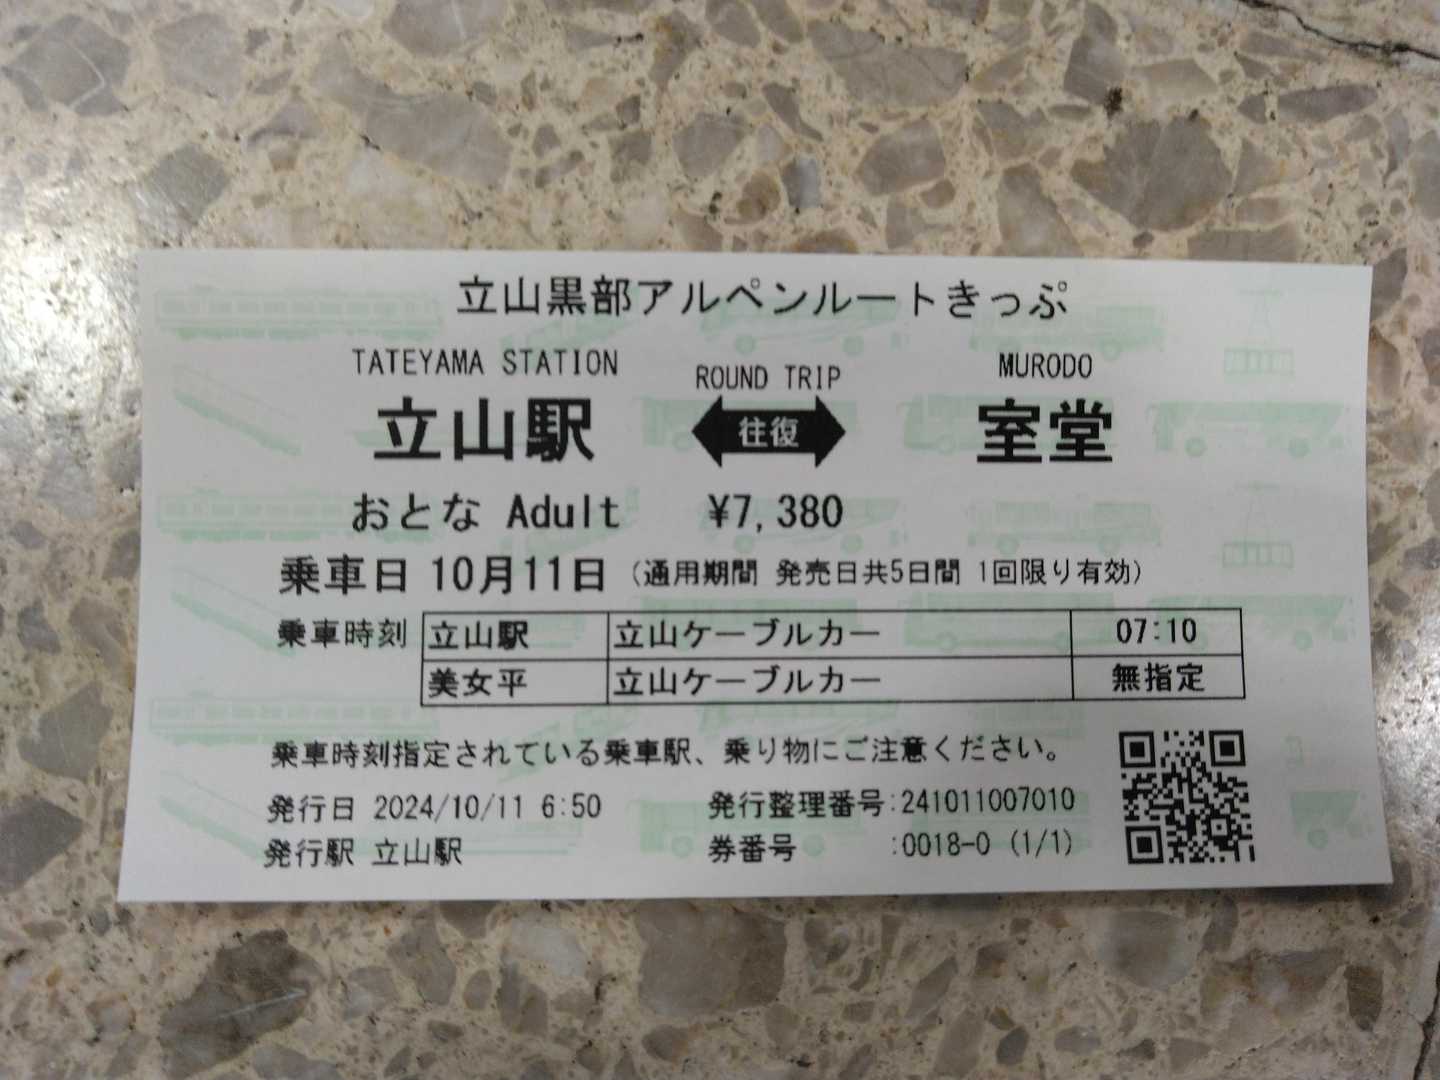 立山黒部アルペンルートきっぷ
TATEYAMA STATION ROUND TRIP MURODO
立山駅 往復 室堂
おとな Adult ¥7,380
乗車日 10月11日 (通用期間 発売日共5日間 1回限り有効)
乗車時刻 立山駅 立山ケーブルカー 07:10
美女平 立山ケーブルカー 無指定
乗車時刻指定されている乗車駅、乗り物にご注意ください。
発行日 2024/10/11 6:50 発行整理番号:241011007010
発行駅 立山駅 券番号 :0018-0 (1/1)